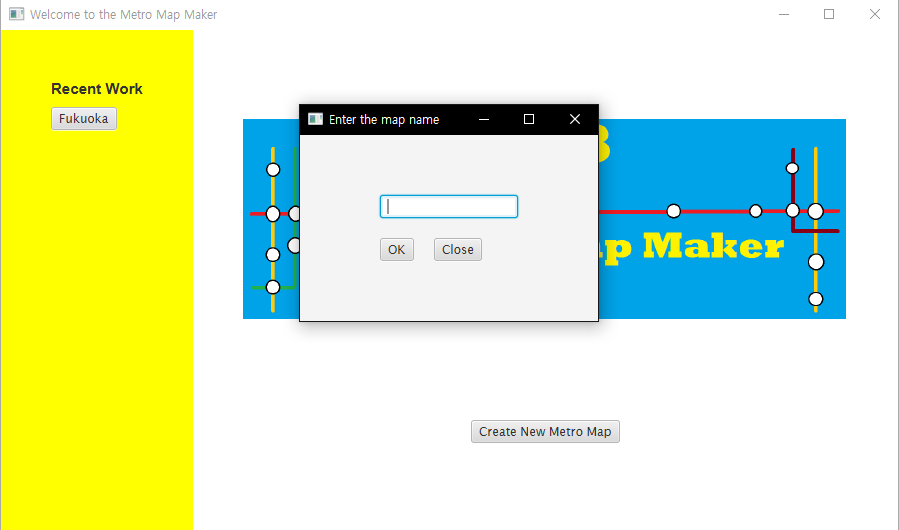 Welcome to the Metro Map Maker
Recent Work
Fukuoka
Enter the map name
OK
Close
Maker
Create New Metro Map